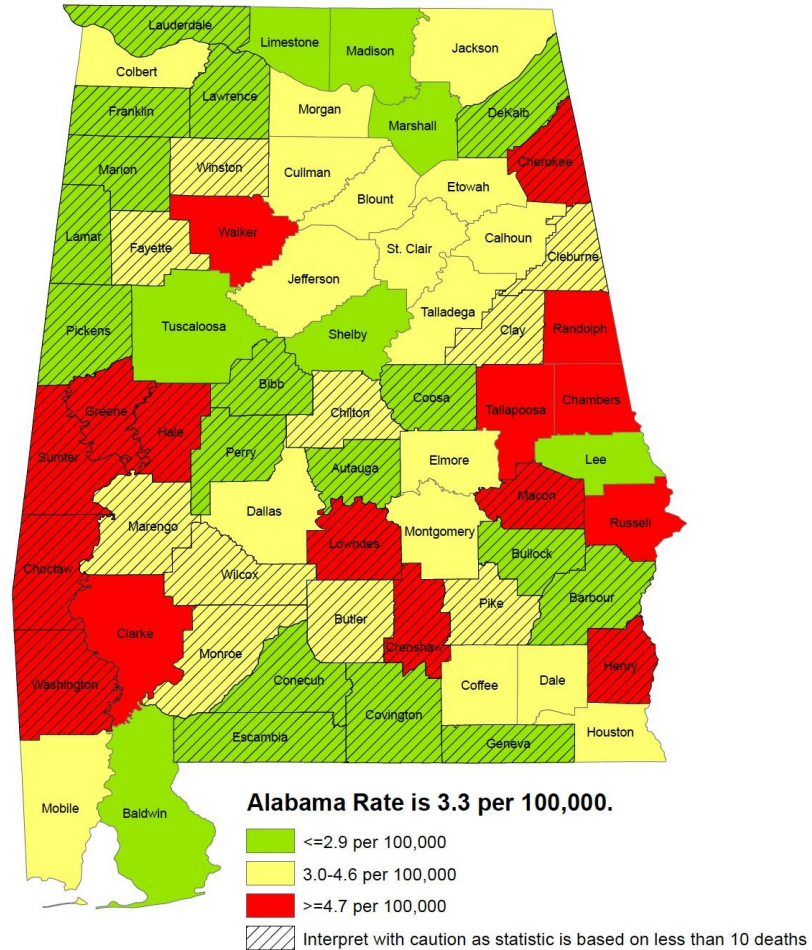 Lauderdale
Limestone
Madison
Jackson
Colbert
Lawrence
Morgan
Franklin
Marshall
DeKalb
Cherokee
Marion
Winston
Cullman
Blount
Etowah
Lamar
Fayette
Walker
St. Clair
Calhoun
Cleburne
Jefferson
Talladega
Pickens
Tuscaloosa
Shelby
Clay
Randolph
Bibb
Chilton
Coosa
Tallapoosa
Chambers
Greene
Hale
Sumter
Perry
Autauga
Elmore
Lee
Macon
Russell
Marengo
Dallas
Lowndes
Montgomery
Bullock
Choctaw
Wilcox
Barbour
Clarke
Butler
Pike
Crenshaw
Monroe
Henry
Washington
Conecuh
Coffee
Dale
Covington
Escambia
Geneva
Houston
Mobile
Baldwin
Alabama Rate is 3.3 per 100,000.
<=2.9 per 100,000
3.0-4.6 per 100,000
>=4.7 per 100,000
Interpret with caution as statistic is based on less than 10 deaths